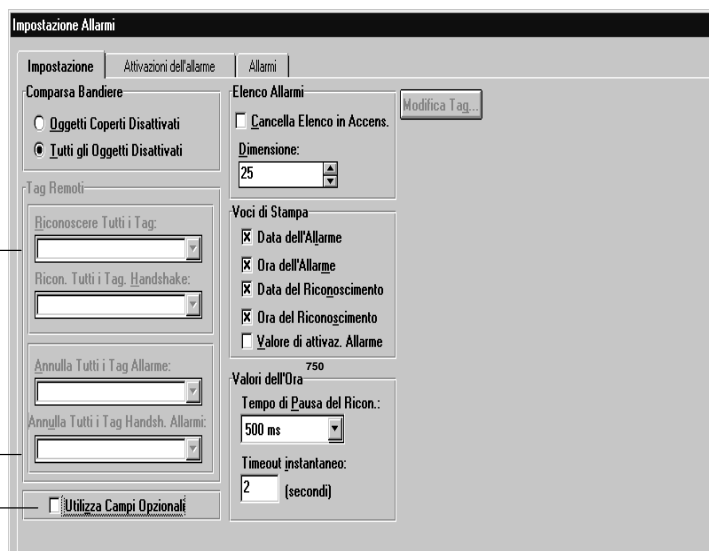 Impostazione Allarmi
Impostazione
Attivazioni dell'allarme
Allarmi
Comparsa Bandiere
Oggetti Coperti Disattivati
Tutti gli Oggetti Disattivati
Tag Remoti
Riconoscere Tutti i Tag:
Ricon. Tutti i Tag. Handshake:
Annulla Tutti i Tag Allarme:
Annulla Tutti i Tag Handsh. Allarmi:
Utilizza Campi Opzionali
Elenco Allarmi
Cancella Elenco in Accens.
Dimensione:
25
Voci di Stampa
Data dell'Allarme
Ora dell'Allarme
Data del Riconoscimento
Ora del Riconoscimento
Valore di attivaz. Allarme
750
Valori dell'Ora
Tempo di Pausa del Ricon.:
500 ms
Timeout instantaneo:
2 (secondi)
Modifica Tag...